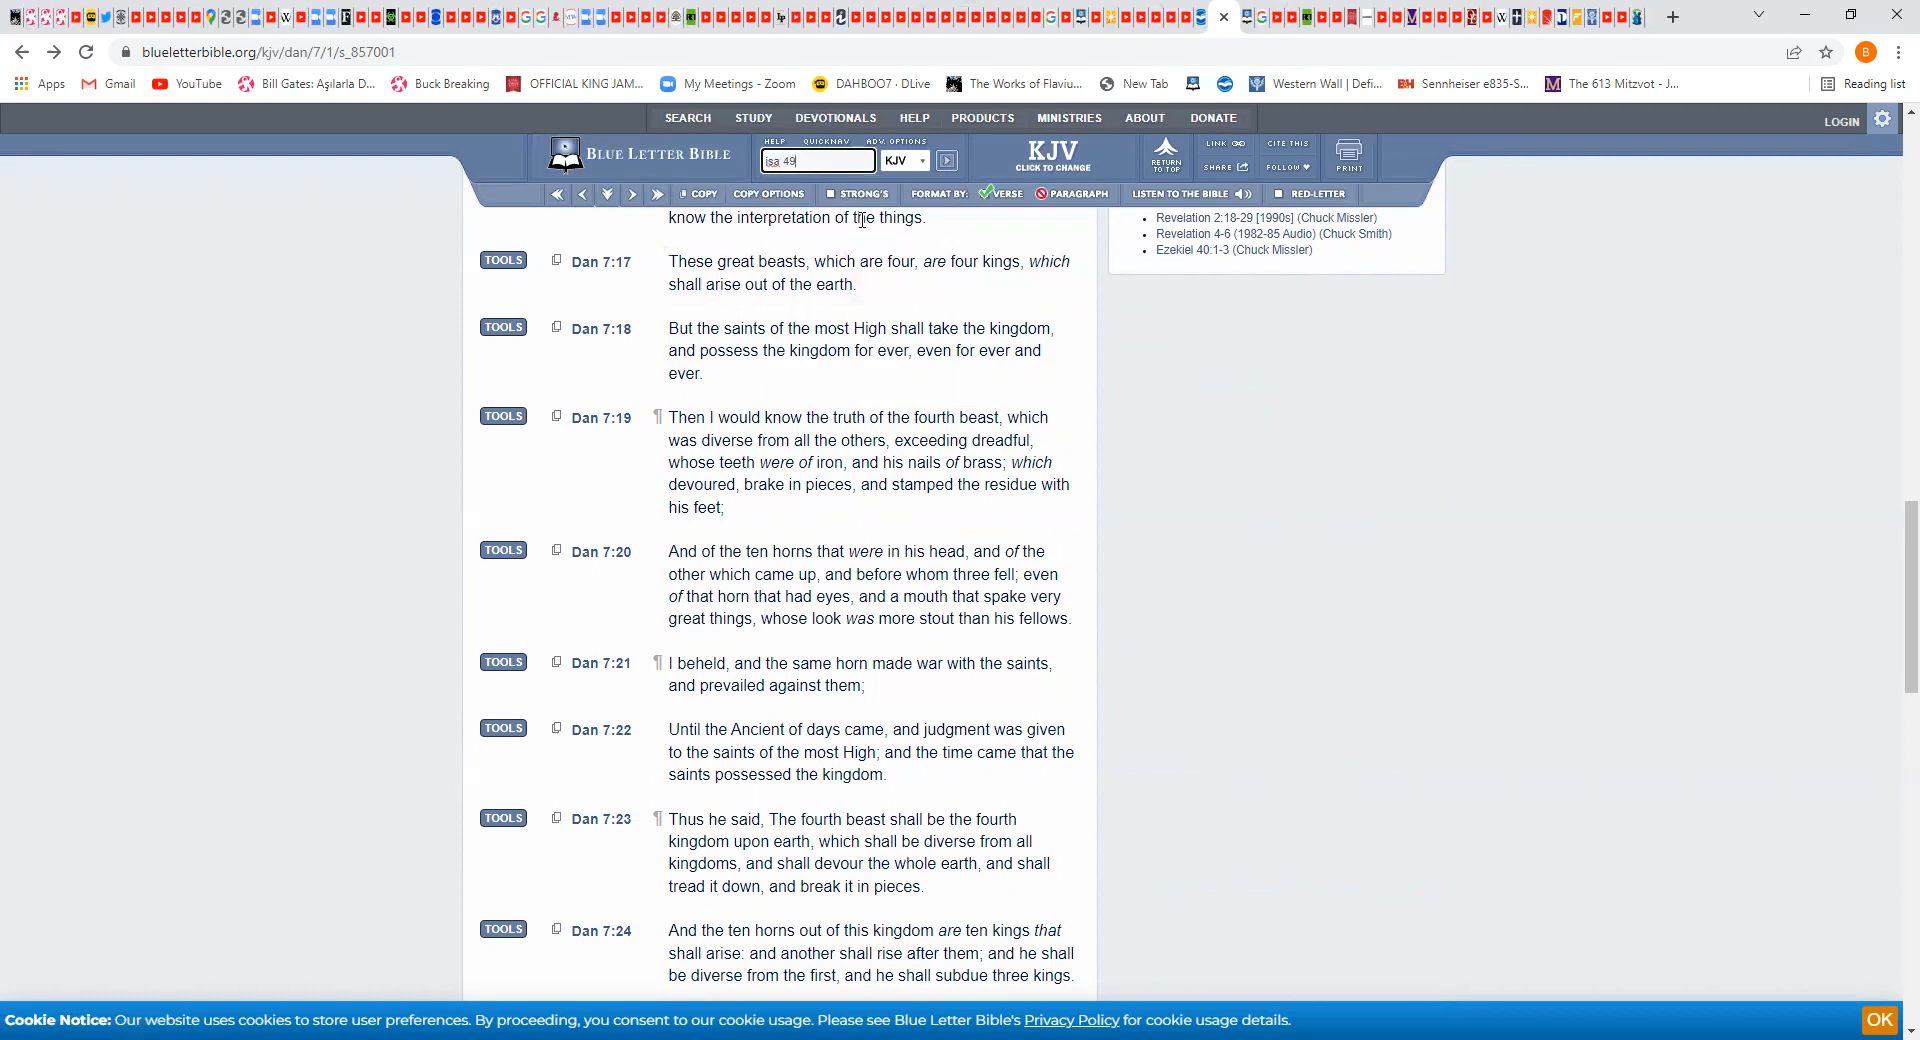 blueletterbible.org/kjv/dan/7/1/s_857001
B
Apps Gmail YouTube Bill Gates: Aşılarla D... Buck Breaking OFFICIAL KING JAM... My Meetings - Zoom DAHBOO7 · DLive The Works of Flaviu... New Tab Western Wall | Defi... Sennheiser e835-S... The 613 Mitzvot - J... Reading list
SEARCH STUDY DEVOTIONALS HELP PRODUCTS MINISTRIES ABOUT DONATE LOGIN
HELP QUICKNAV ADV. OPTIONS
BLUE LETTER BIBLE isa 49 KJV
KJV
CLICK TO CHANGE
RETURN TO TOP
LINK CITE THIS
SHARE FOLLOW PRINT
COPY COPY OPTIONS STRONG'S FORMAT BY: VERSE PARAGRAPH LISTEN TO THE BIBLE RED-LETTER
know the interpretation of the things.
TOOLS Dan 7:17 These great beasts, which are four, are four kings, which
shall arise out of the earth.
TOOLS Dan 7:18 But the saints of the most High shall take the kingdom,
and possess the kingdom for ever, even for ever and
ever.
TOOLS Dan 7:19 ¶ Then I would know the truth of the fourth beast, which
was diverse from all the others, exceeding dreadful,
whose teeth were of iron, and his nails of brass; which
devoured, brake in pieces, and stamped the residue with
his feet;
TOOLS Dan 7:20 And of the ten horns that were in his head, and of the
other which came up, and before whom three fell; even
of that horn that had eyes, and a mouth that spake very
great things, whose look was more stout than his fellows.
TOOLS Dan 7:21 ¶ I beheld, and the same horn made war with the saints,
and prevailed against them;
TOOLS Dan 7:22 Until the Ancient of days came, and judgment was given
to the saints of the most High; and the time came that the
saints possessed the kingdom.
TOOLS Dan 7:23 ¶ Thus he said, The fourth beast shall be the fourth
kingdom upon earth, which shall be diverse from all
kingdoms, and shall devour the whole earth, and shall
tread it down, and break it in pieces.
TOOLS Dan 7:24 And the ten horns out of this kingdom are ten kings that
shall arise: and another shall rise after them; and he shall
be diverse from the first, and he shall subdue three kings.
• Revelation 2:18-29 [1990s] (Chuck Missler)
• Revelation 4-6 (1982-85 Audio) (Chuck Smith)
• Ezekiel 40:1-3 (Chuck Missler)
Cookie Notice: Our website uses cookies to store user preferences. By proceeding, you consent to our cookie usage. Please see Blue Letter Bible's Privacy Policy for cookie usage details. OK